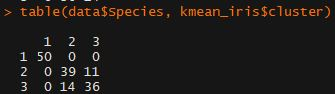 > table(data$Species, kmean_iris$cluster)
1 2 3
1 50 0 0
2 0 39 11
3 0 14 36